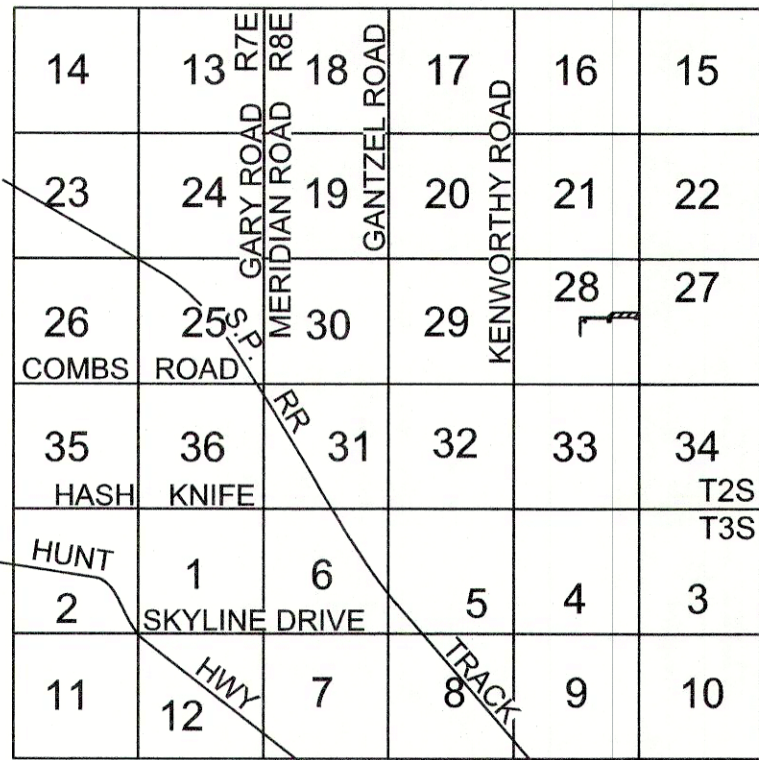 14 13 18 17 16 15
GARY ROAD R7E
MERIDIAN ROAD R8E
GANTZEL ROAD
KENWORTHY ROAD
23 24 19 20 21 22
26 25 30 29 28 27
S.P. RR TRACK
COMBS ROAD
35 36 31 32 33 34
HASH KNIFE
T2S
T3S
HUNT HWY
2 1 6 5 4 3
SKYLINE DRIVE
11 12 7 8 9 10